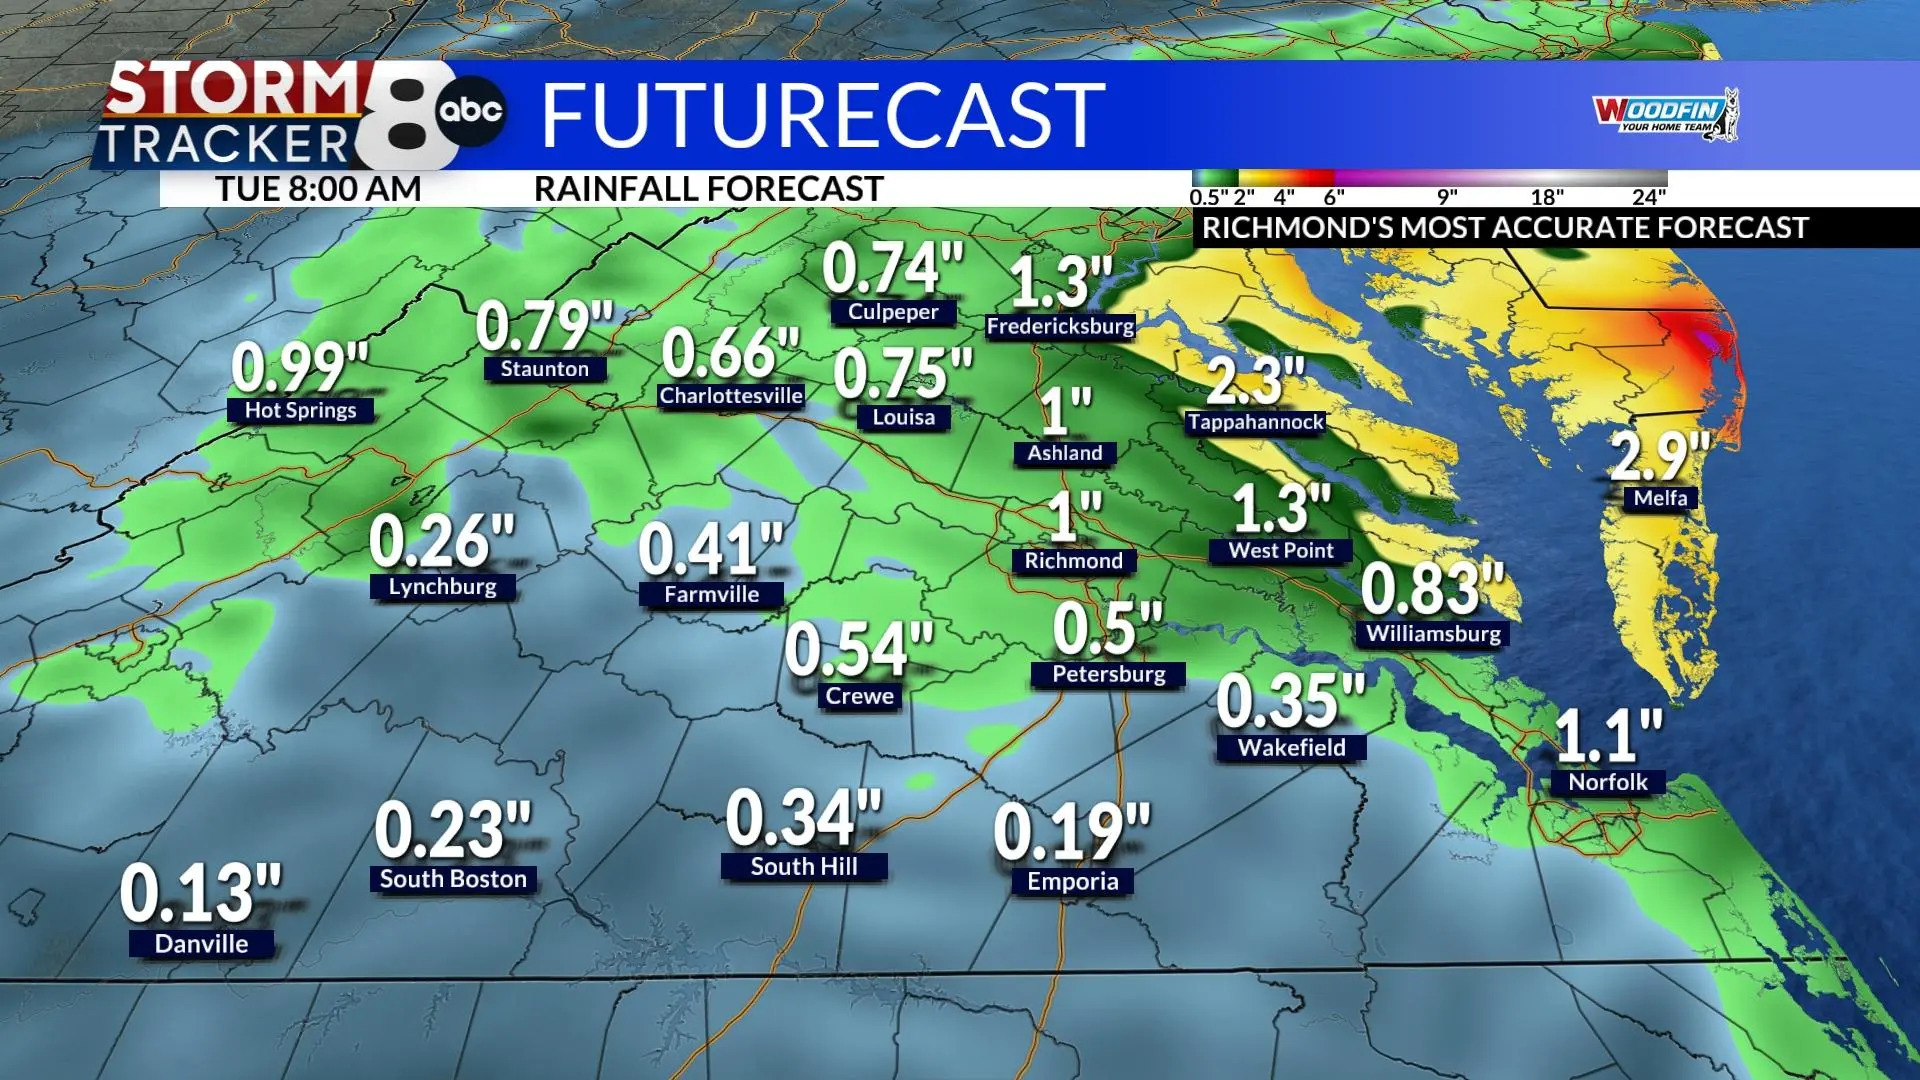 STORM
TRACKER
8
abc
FUTURECAST
WOODFIN
YOUR HOME TEAM
TUE 8:00 AM
RAINFALL FORECAST
0.5" 2" 4" 6" 9" 18" 24"
RICHMOND'S MOST ACCURATE FORECAST
0.74"
Culpeper
1.3"
Fredericksburg
0.79"
Staunton
0.66"
Charlottesville
0.99"
Hot Springs
0.75"
Louisa
2.3"
Tappahannock
1"
Ashland
2.9"
Melfa
0.26"
Lynchburg
0.41"
Farmville
1"
Richmond
1.3"
West Point
0.83"
Williamsburg
0.54"
Crewe
0.5"
Petersburg
0.35"
Wakefield
1.1"
Norfolk
0.13"
Danville
0.23"
South Boston
0.34"
South Hill
0.19"
Emporia